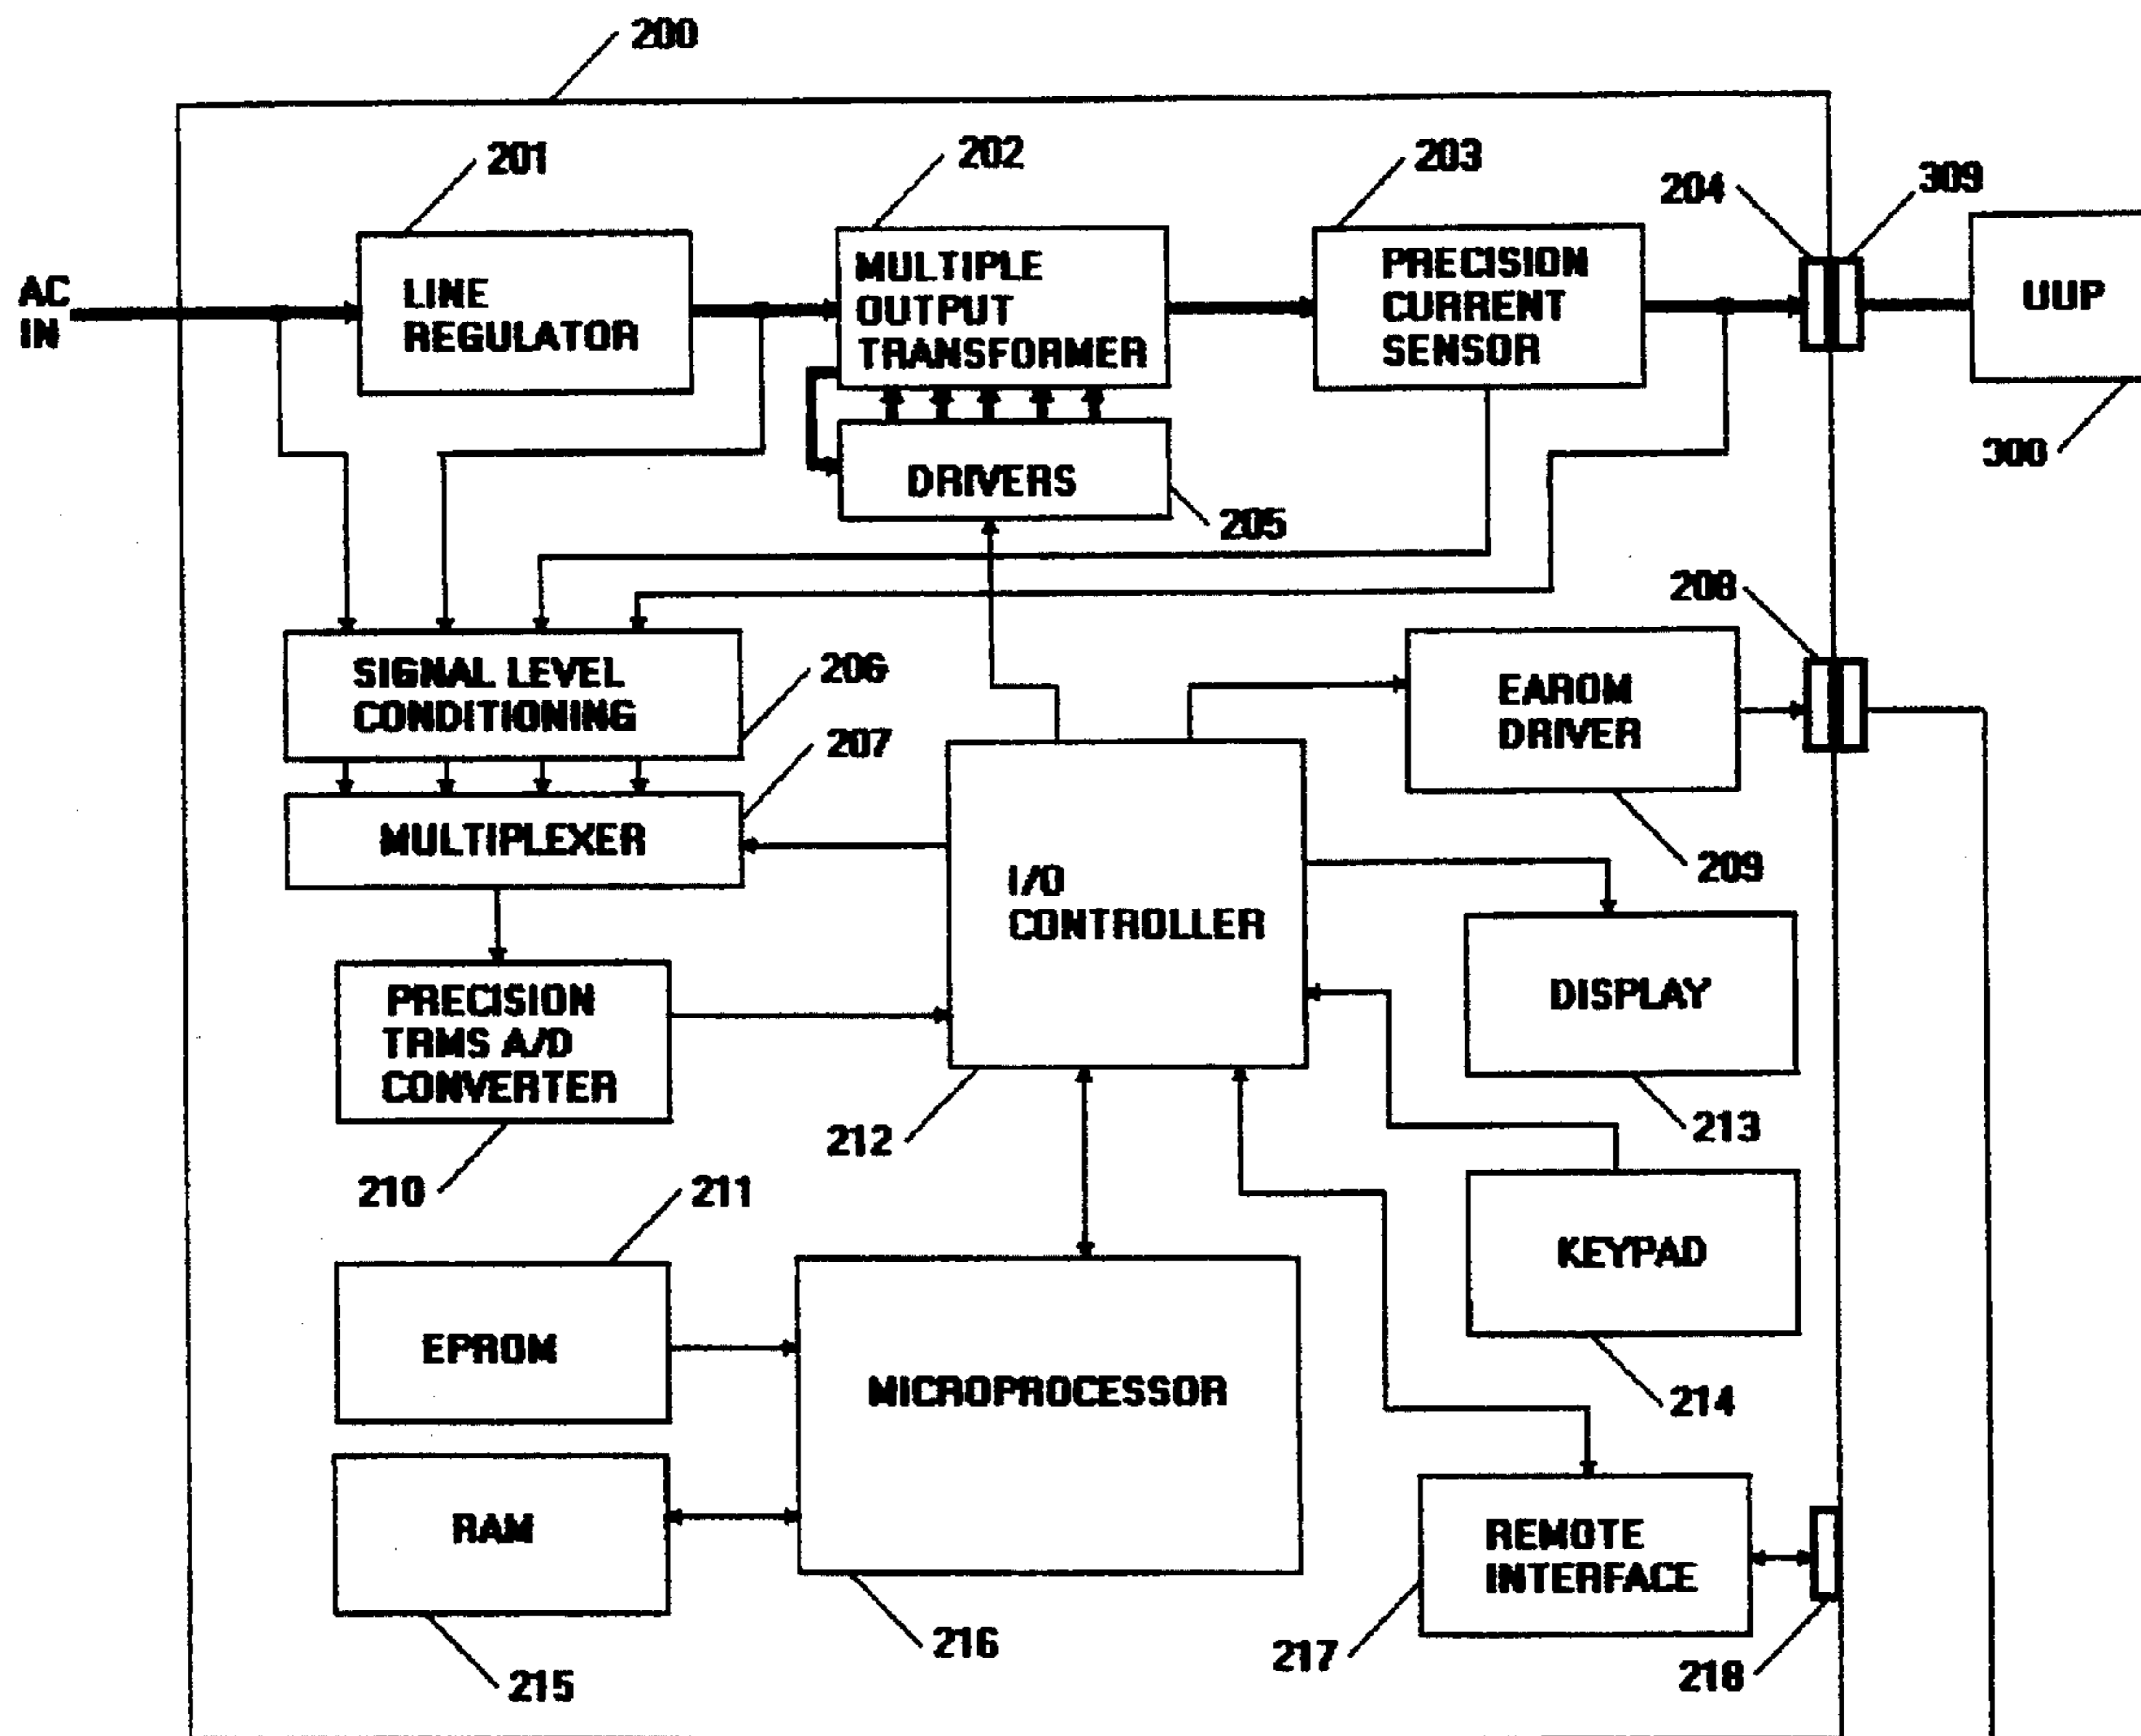 200
201
202
203
204
309
AC
IN
LINE
REGULATOR
MULTIPLE
OUTPUT
TRANSFORMER
PRECISION
CURRENT
SENSOR
UUP
300
DRIVERS
205
208
SIGNAL LEVEL
CONDITIONING
206
207
EAROM
DRIVER
209
MULTIPLEXER
I/O
CONTROLLER
DISPLAY
213
PRECISION
TRMS A/D
CONVERTER
212
210
211
KEYPAD
214
EPROM
MICROPROCESSOR
RAM
REMOTE
INTERFACE
215
216
217
218